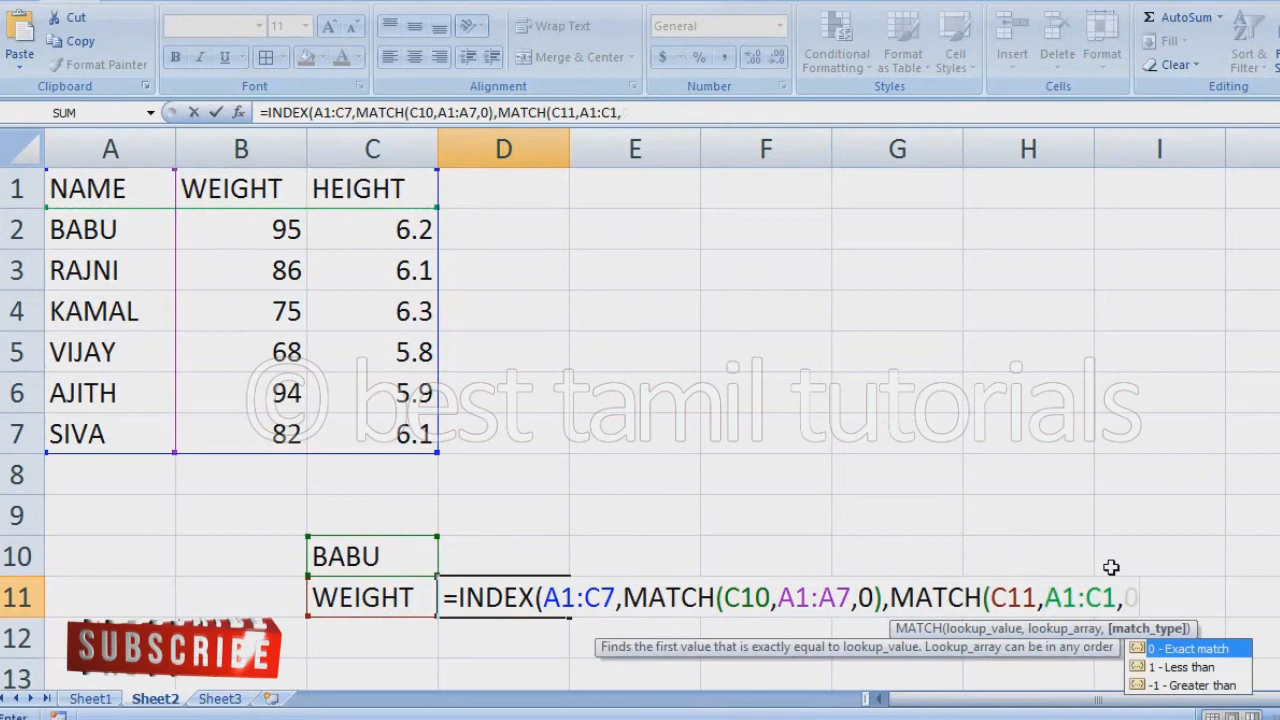 Cut
Copy
Format Painter
Paste
Clipboard
11
B I U
Font
Wrap Text
Merge & Center
Alignment
General
$ % ,
Number
Conditional Formatting
Format as Table
Cell Styles
Styles
Insert Delete Format
Cells
Σ AutoSum
Fill
Clear
Sort & Filter
Editing
SUM fx =INDEX(A1:C7,MATCH(C10,A1:A7,0),MATCH(C11,A1:C1,0
A B C D E F G H I
1 NAME WEIGHT HEIGHT
2 BABU 95 6.2
3 RAJNI 86 6.1
4 KAMAL 75 6.3
5 VIJAY 68 5.8
6 AJITH 94 5.9
7 SIVA 82 6.1
© best tamil tutorials
8
9
10 BABU
11 WEIGHT =INDEX(A1:C7,MATCH(C10,A1:A7,0),MATCH(C11,A1:C1,0
12
13
MATCH(lookup_value, lookup_array, [match_type])
Finds the first value that is exactly equal to lookup_value. Lookup_array can be in any order
0 - Exact match
1 - Less than
-1 - Greater than
SUBSCRIBE
Sheet1 Sheet2 Sheet3